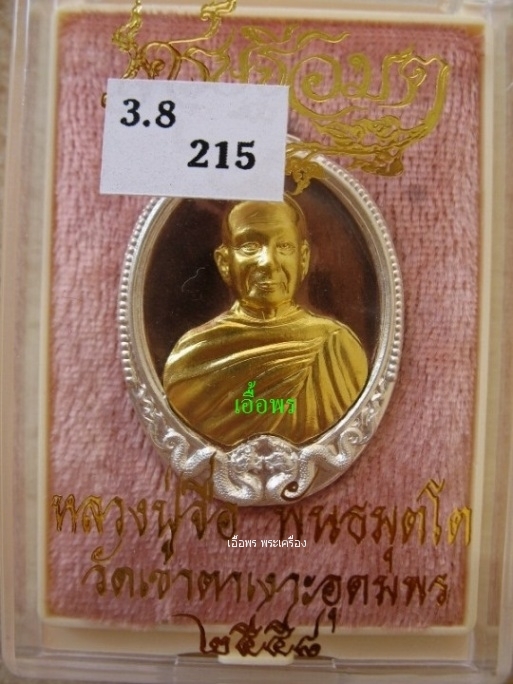 3.8
215
เอื้อพร
หลวงปู่จื่อ พันธมุตโต
เอื้อพร พระเครื่อง
วัดเขาตาเงาะอุดมพร
๒๕๕๘